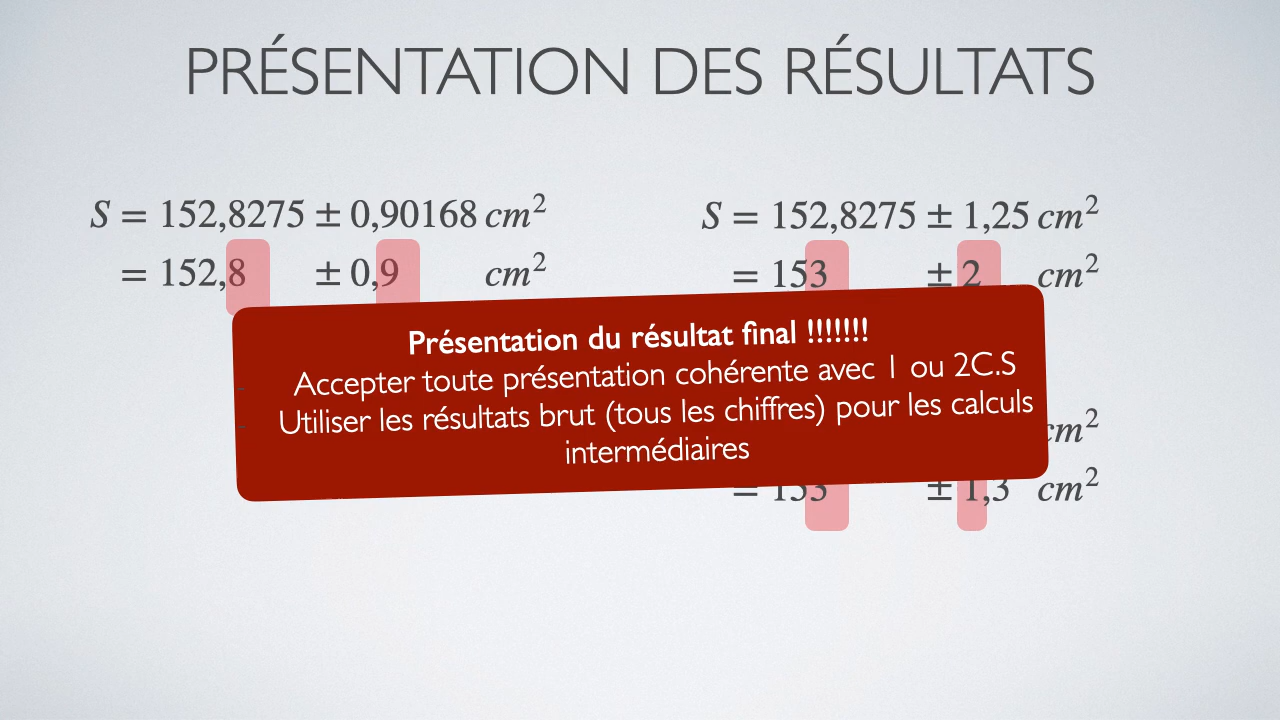 PRÉSENTATION DES RÉSULTATS
S = 152,8275 ± 0,90168 cm²
= 152,8 ± 0,9 cm²
S = 152,8275 ± 1,25 cm²
= 153 ± 2 cm²
Présentation du résultat final !!!!!!!
- Accepter toute présentation cohérente avec 1 ou 2C.S
- Utiliser les résultats brut (tous les chiffres) pour les calculs
intermédiaires
cm²
= 153 ± 1,3 cm²